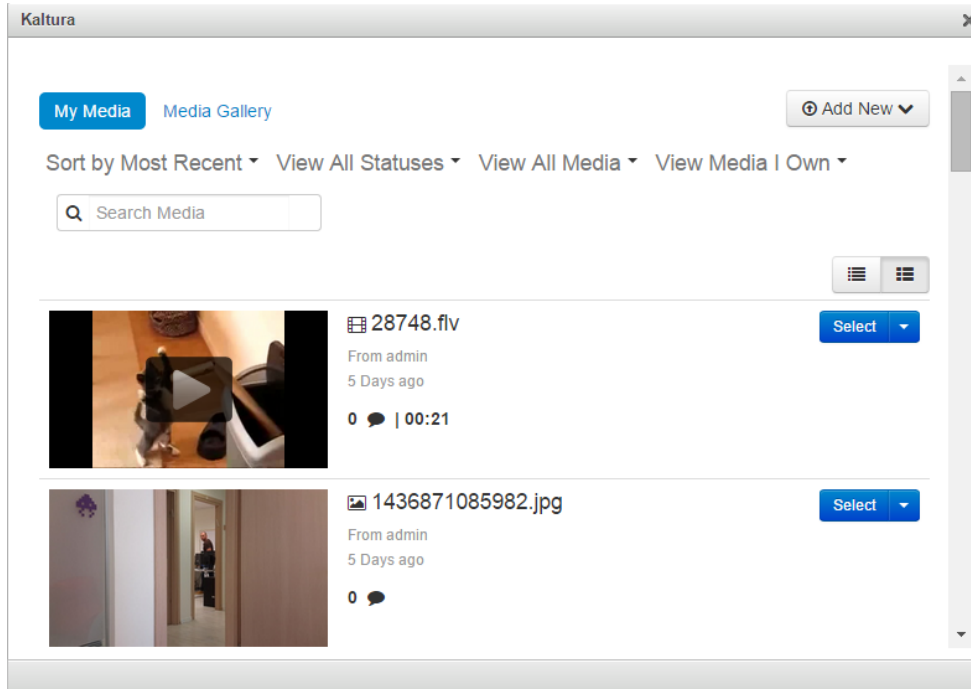 Kaltura
My Media Media Gallery Add New
Sort by Most Recent View All Statuses View All Media View Media I Own
Search Media
28748.flv Select
From admin
5 Days ago
0 | 00:21
1436871085982.jpg Select
From admin
5 Days ago
0